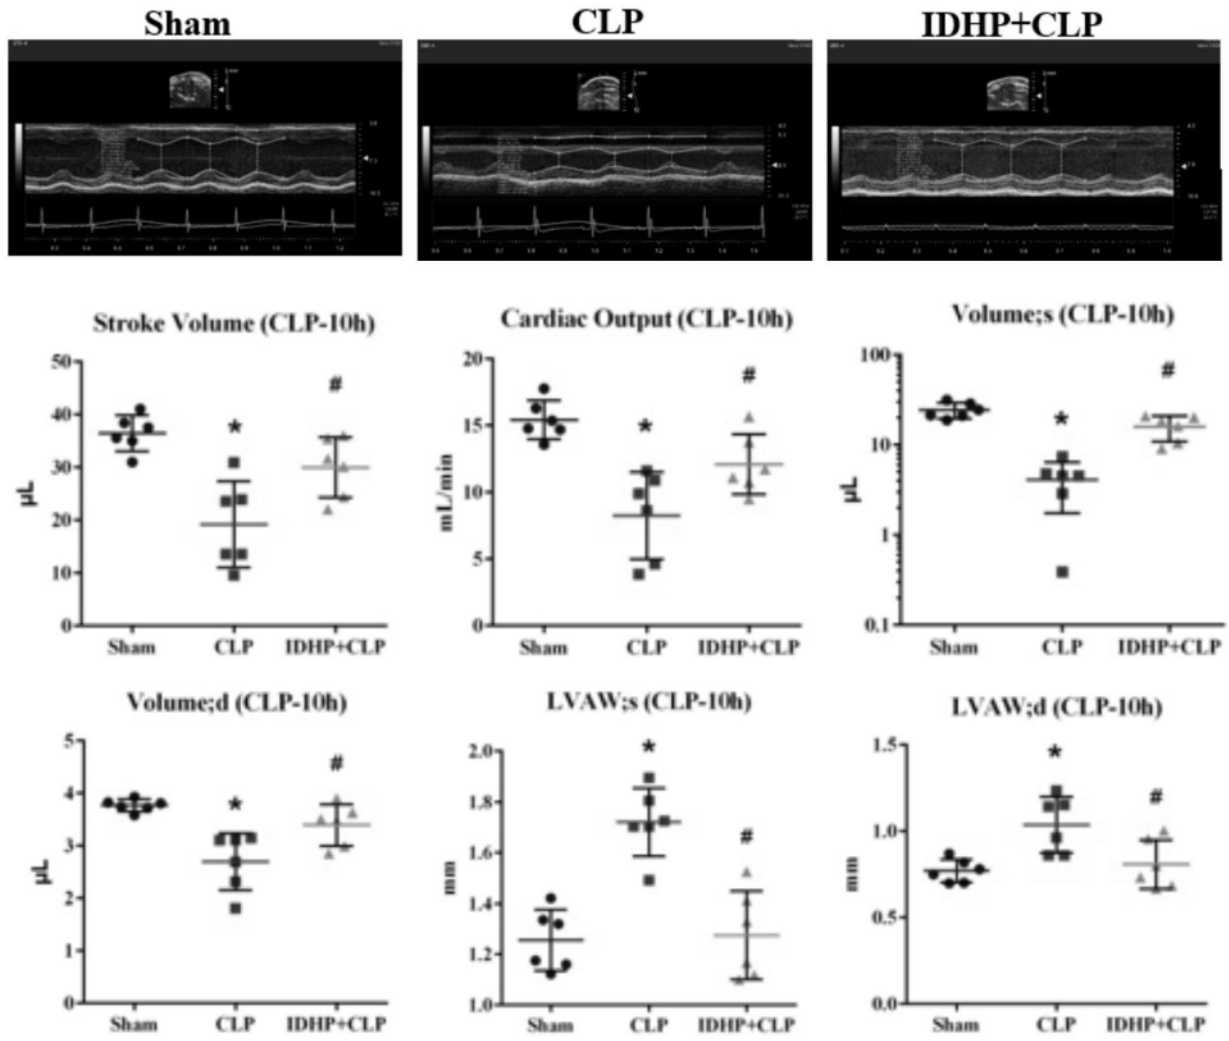 Sham CLP IDHP+CLP
Stroke Volume (CLP-10h)
50
40
30
20
10
0
µL
*
#
Sham CLP IDHP+CLP
Cardiac Output (CLP-10h)
20
15
10
5
0
mL/min
*
#
Sham CLP IDHP+CLP
Volume;s (CLP-10h)
100
10
1
0.1
µL
*
#
Sham CLP IDHP+CLP
Volume;d (CLP-10h)
5
4
3
2
1
0
µL
*
#
Sham CLP IDHP+CLP
LVAW;s (CLP-10h)
2.0
1.8
1.6
1.4
1.2
1.0
mm
*
#
Sham CLP IDHP+CLP
LVAW;d (CLP-10h)
1.5
1.0
0.5
0.0
mm
*
#
Sham CLP IDHP+CLP